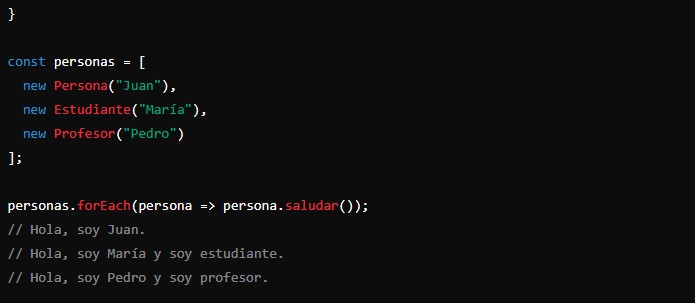 }
const personas = [
  new Persona("Juan"),
  new Estudiante("María"),
  new Profesor("Pedro")
];
personas.forEach(persona => persona.saludar());
// Hola, soy Juan.
// Hola, soy María y soy estudiante.
// Hola, soy Pedro y soy profesor.